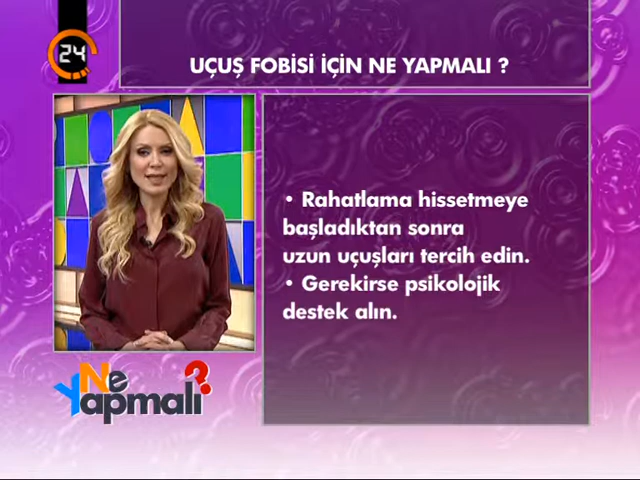 24
UÇUŞ FOBİSİ İÇİN NE YAPMALI ?
• Rahatlama hissetmeye
başladıktan sonra
uzun uçuşları tercih edin.
• Gerekirse psikolojik
destek alın.
Ne
Yapmalı?